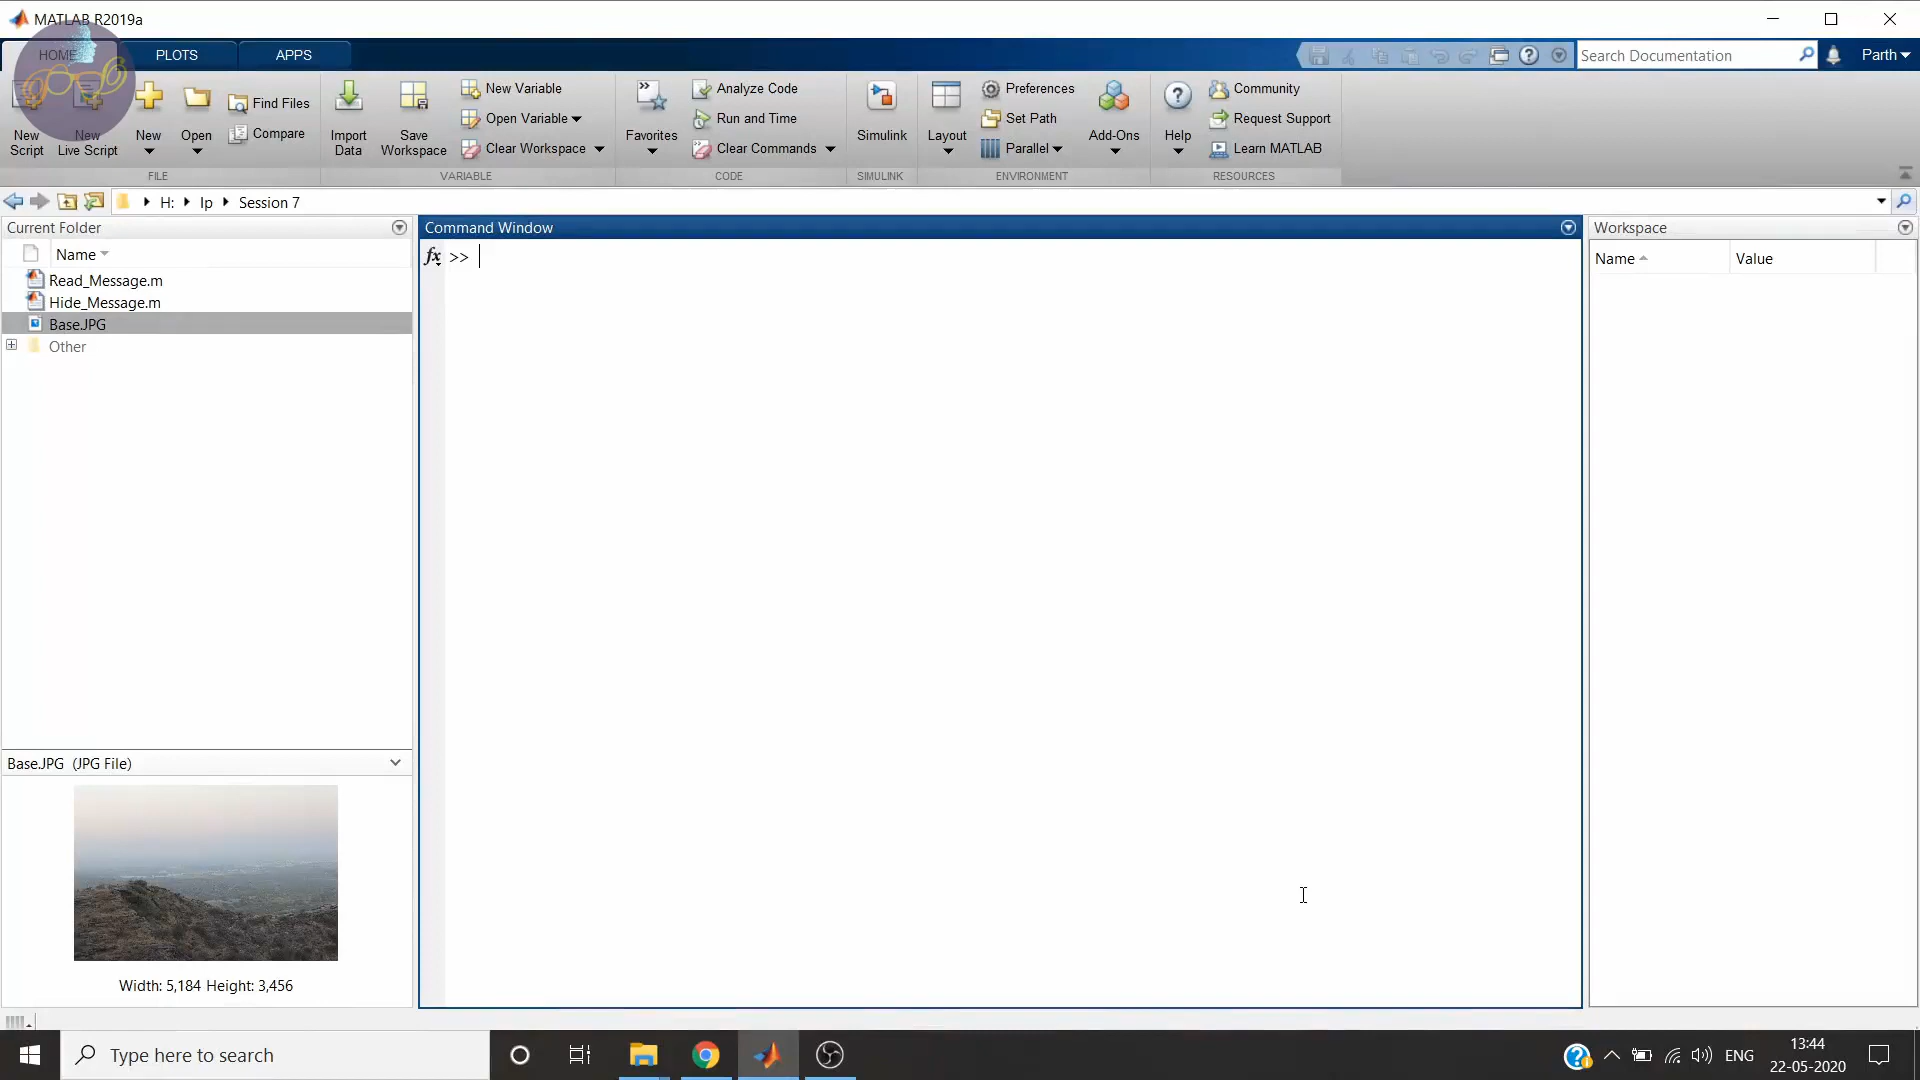 MATLAB R2019a
HOME
PLOTS
APPS
Search Documentation
Parth
New Script
New Live Script
New
Open
Find Files
Compare
FILE
Import Data
Save Workspace
New Variable
Open Variable
Clear Workspace
VARIABLE
Favorites
Analyze Code
Run and Time
Clear Commands
CODE
Simulink
SIMULINK
Layout
Preferences
Set Path
Parallel
Add-Ons
ENVIRONMENT
Help
Community
Request Support
Learn MATLAB
RESOURCES
H: Ip Session 7
Current Folder
Name
Read_Message.m
Hide_Message.m
Base.JPG
Other
Base.JPG (JPG File)
Width: 5,184 Height: 3,456
Command Window
fx >>
Workspace
Name Value
Type here to search
ENG
13:44
22-05-2020